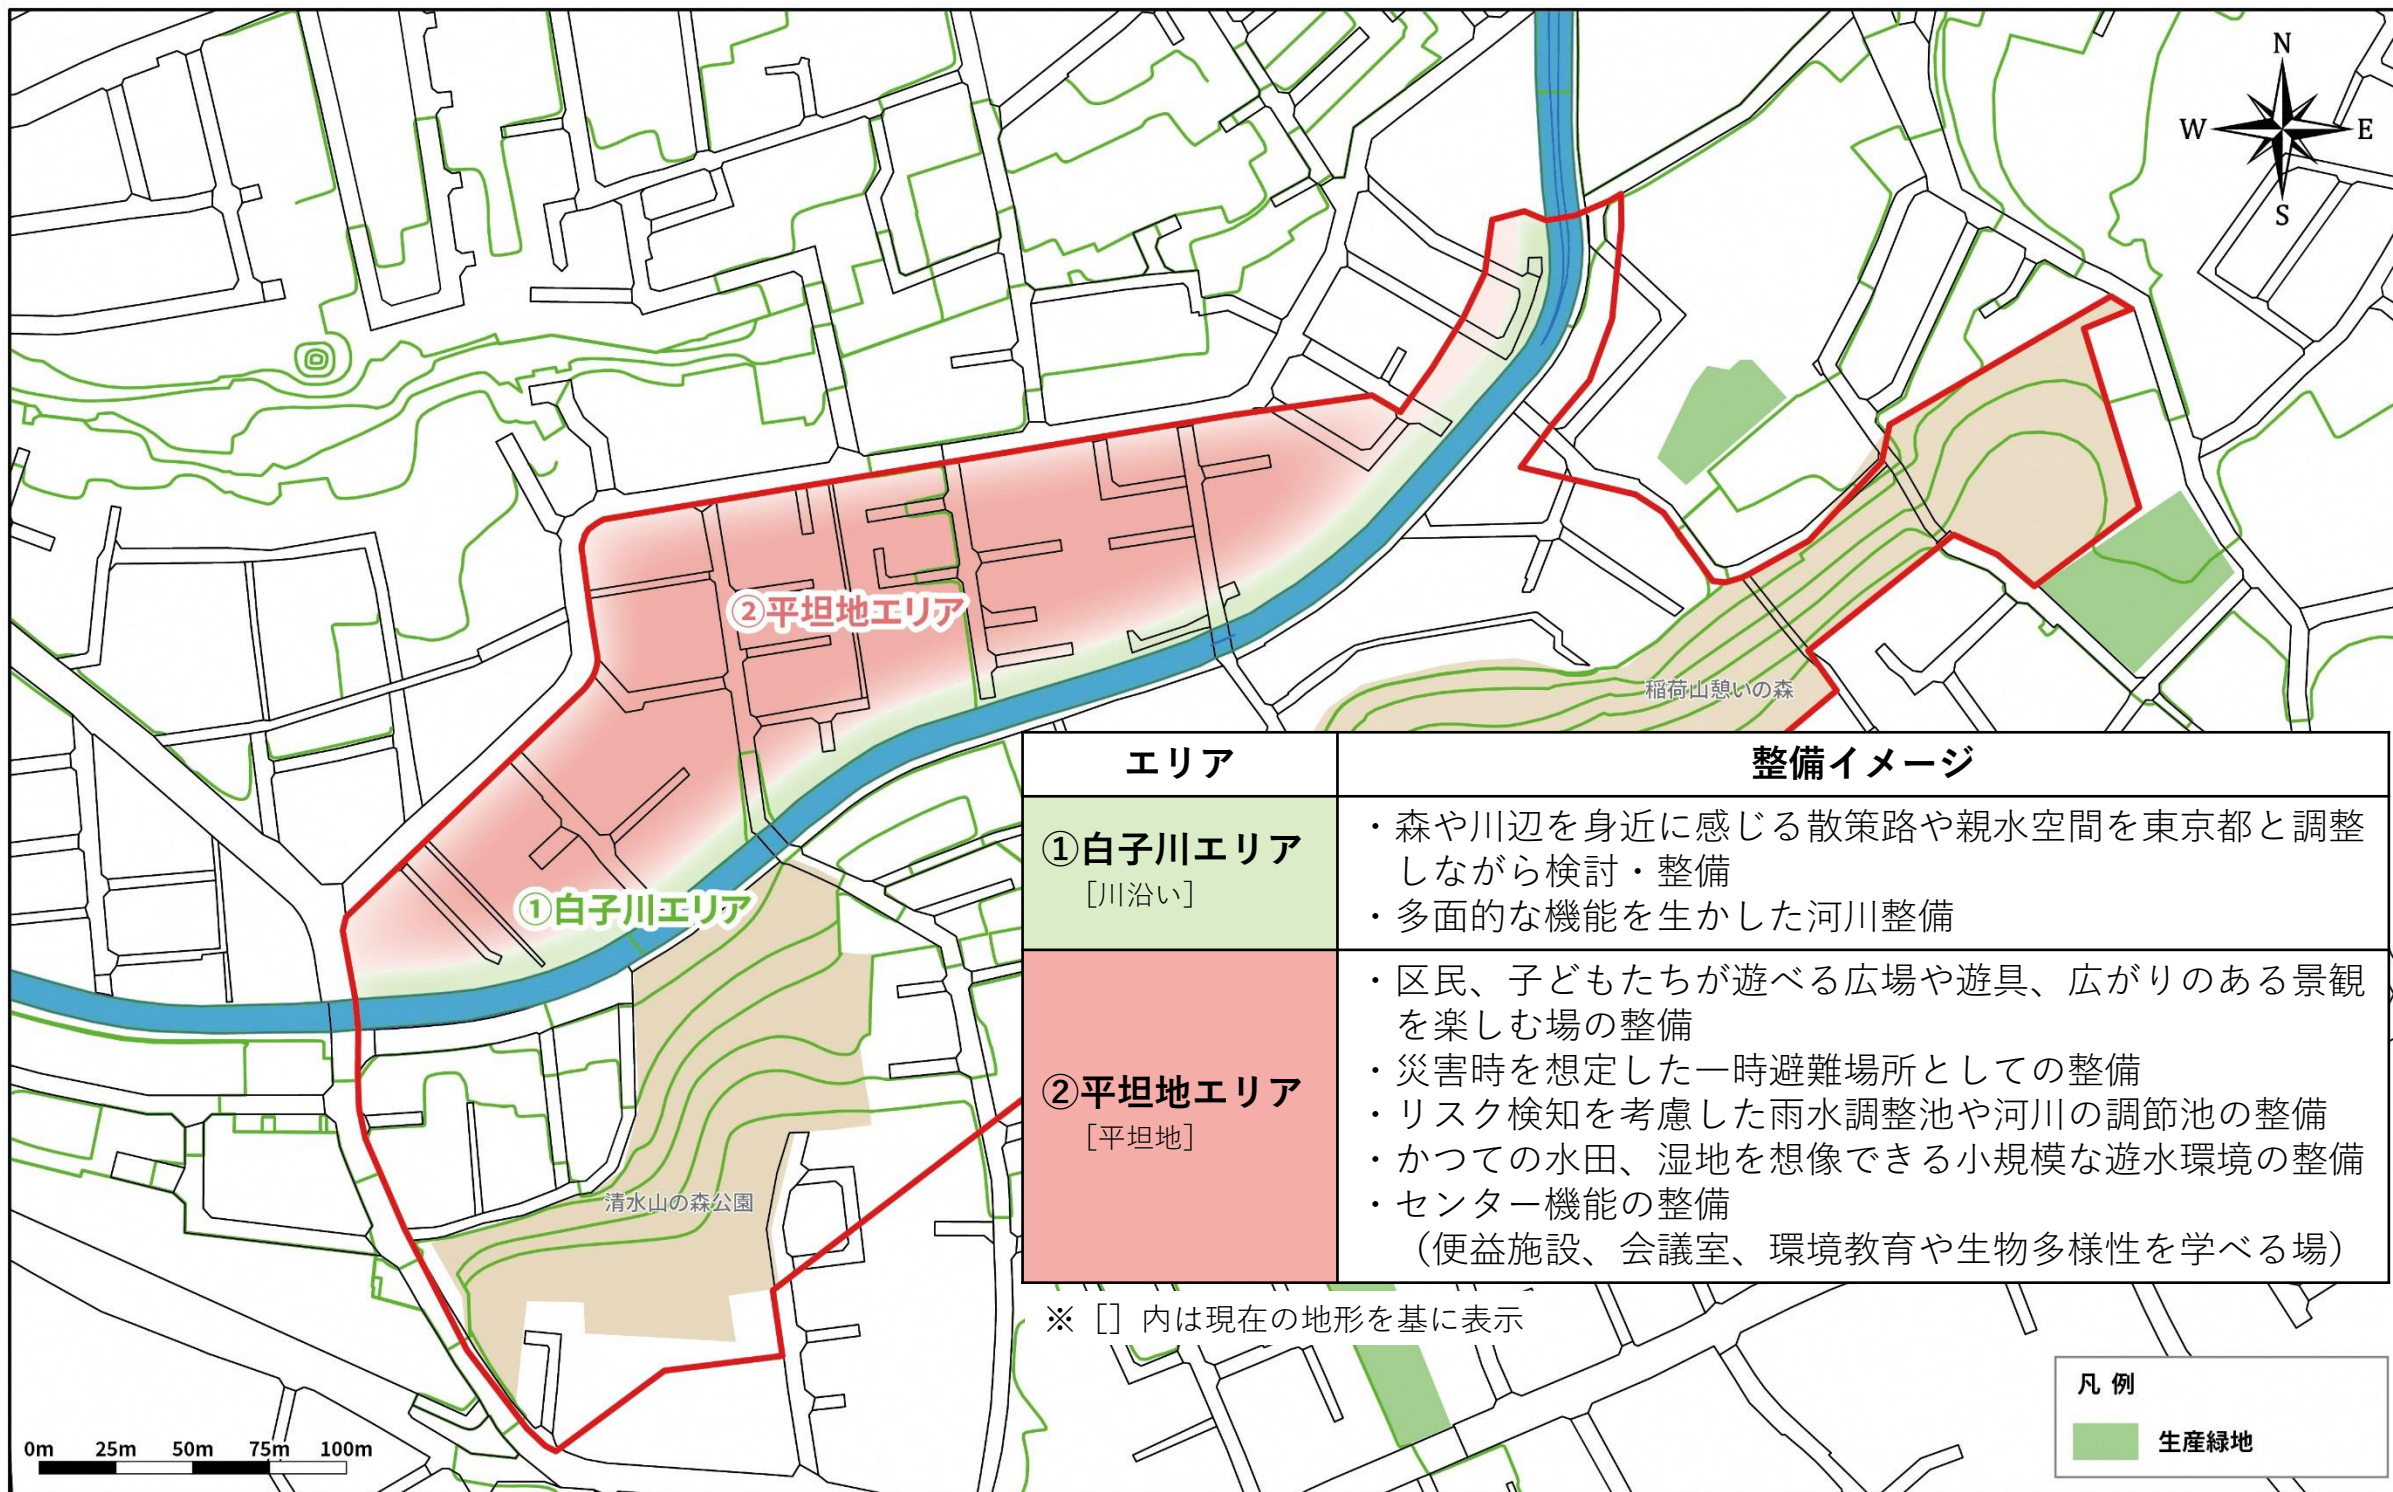 N
W E
S
②平坦地エリア
稲荷山憩いの森
①白子川エリア
清水山の森公園
エリア 整備イメージ
①白子川エリア
［川沿い］
・森や川辺を身近に感じる散策路や親水空間を東京都と調整
しながら検討・整備
・多面的な機能を生かした河川整備
②平坦地エリア
［平坦地］
・区民、子どもたちが遊べる広場や遊具、広がりのある景観
を楽しむ場の整備
・災害時を想定した一時避難場所としての整備
・リスク検知を考慮した雨水調整池や河川の調節池の整備
・かつての水田、湿地を想像できる小規模な遊水環境の整備
・センター機能の整備
（便益施設、会議室、環境教育や生物多様性を学べる場）
※［］内は現在の地形を基に表示
凡 例
生産緑地
0m 25m 50m 75m 100m